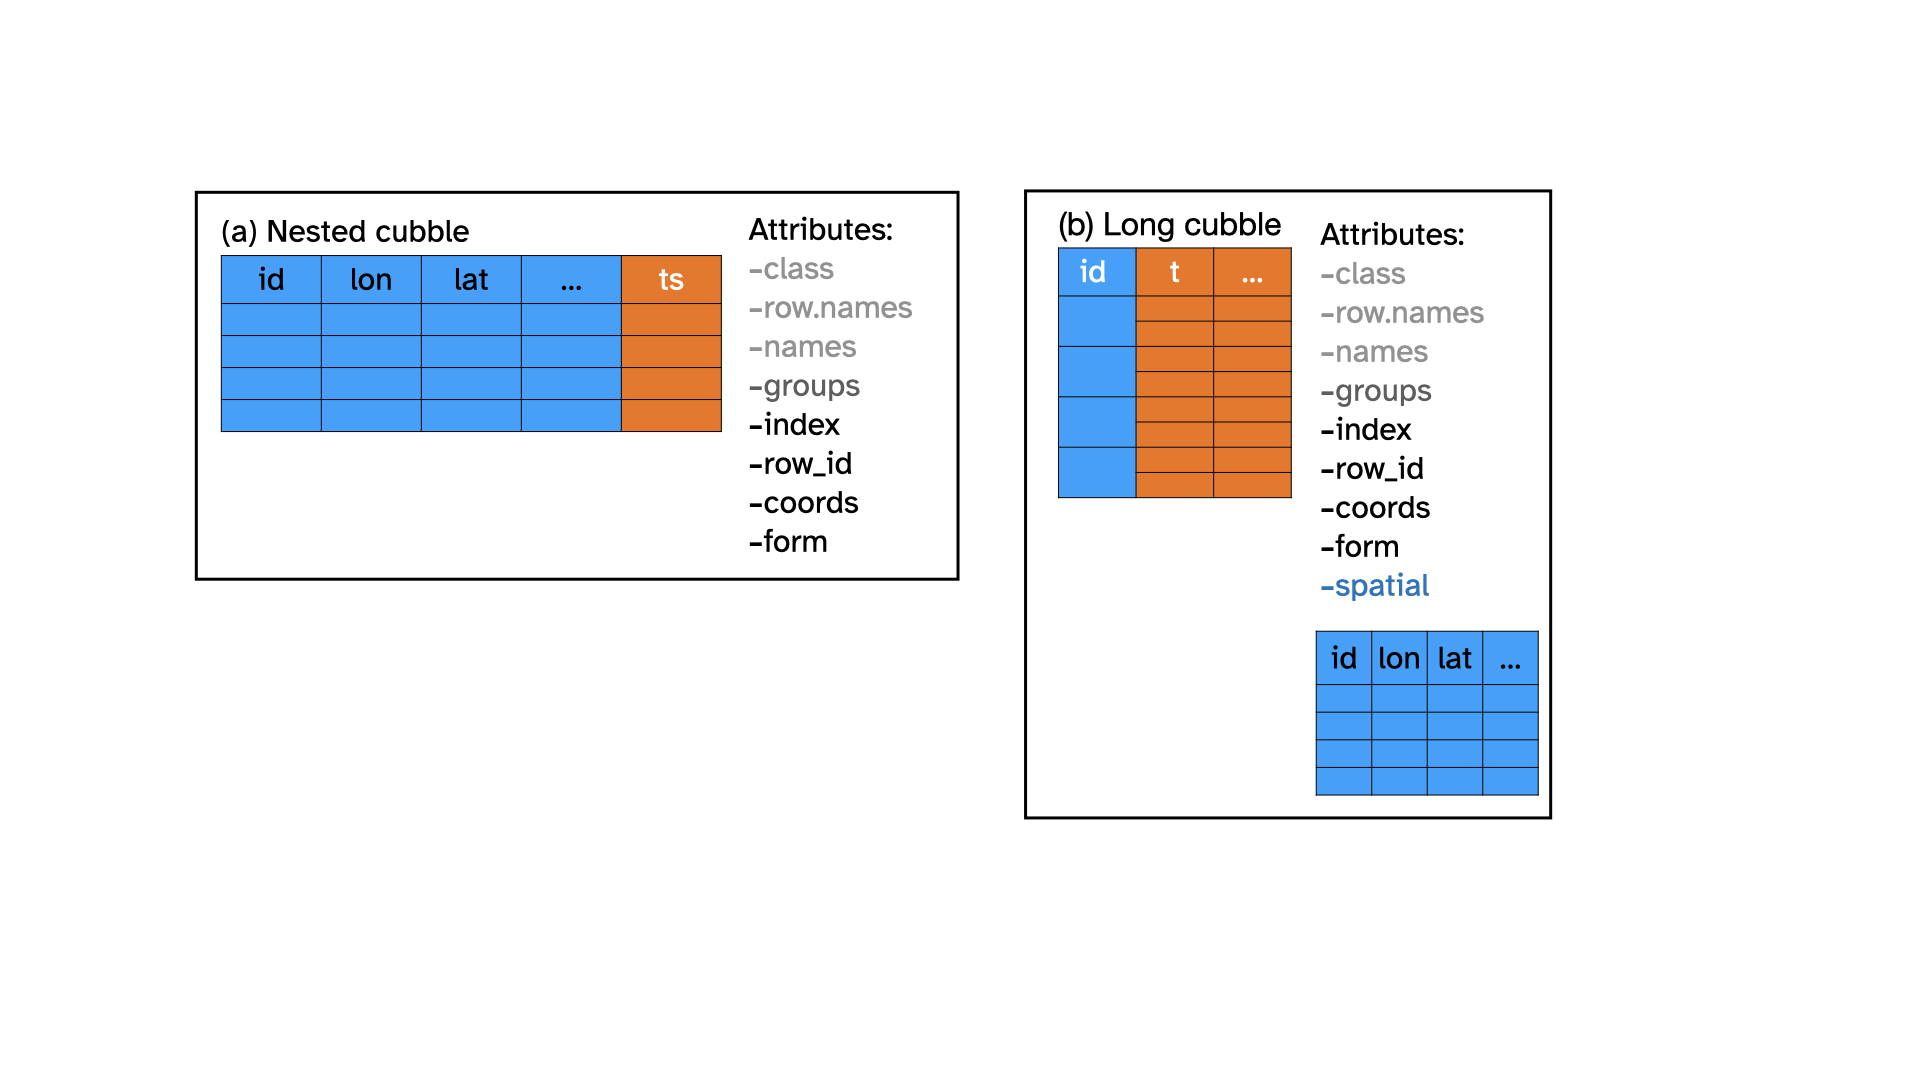 (a) Nested cubble
id lon lat ... ts
Attributes:
-class
-row.names
-names
-groups
-index
-row_id
-coords
-form
(b) Long cubble
id t ...
Attributes:
-class
-row.names
-names
-groups
-index
-row_id
-coords
-form
-spatial
id lon lat ...